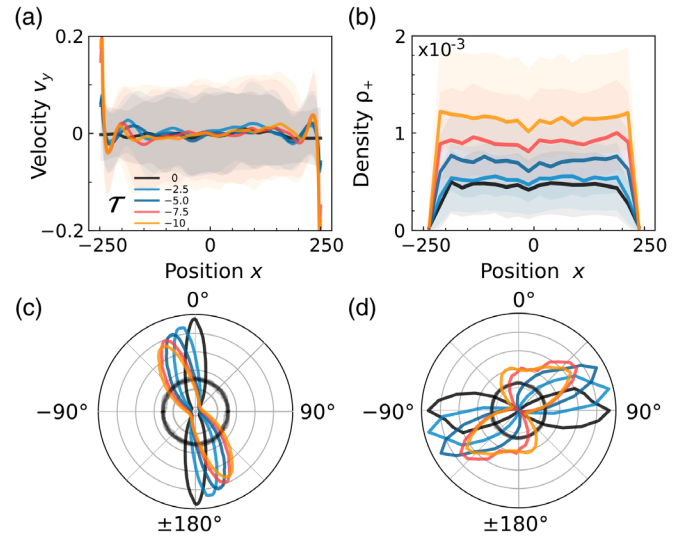 (a)
(b)
0.2
0
−0.2
Velocity v_y
𝒯
0
−2.5
−5.0
−7.5
−10
−250
0
250
Position x
2
1
0
Density ρ₊
x10⁻³
−250
0
250
Position x
(c)
(d)
0°
0°
−90°
90°
−90°
90°
±180°
±180°